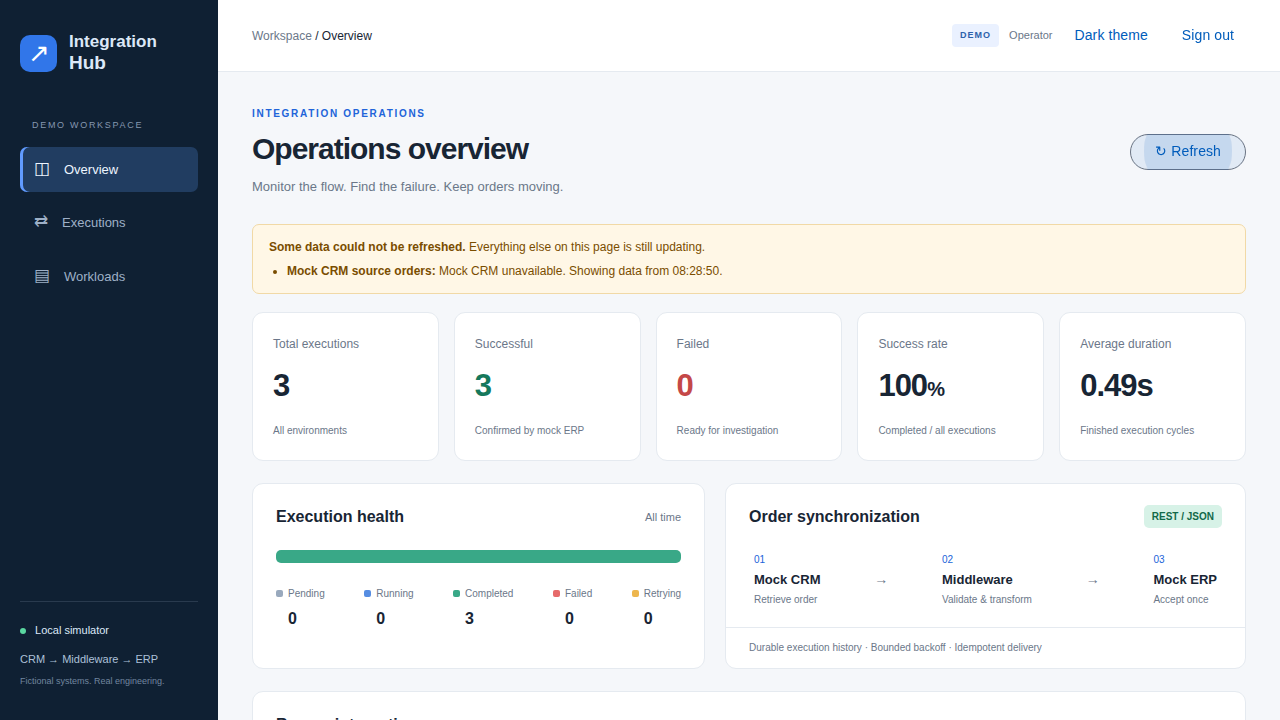 Integration
Hub
DEMO WORKSPACE
Overview
Executions
Workloads
Local simulator
CRM → Middleware → ERP
Fictional systems. Real engineering.
Workspace / Overview
DEMO Operator Dark theme Sign out
INTEGRATION OPERATIONS
Operations overview
Monitor the flow. Find the failure. Keep orders moving.
↻ Refresh
Some data could not be refreshed. Everything else on this page is still updating.
• Mock CRM source orders: Mock CRM unavailable. Showing data from 08:28:50.
Total executions
3
All environments
Successful
3
Confirmed by mock ERP
Failed
0
Ready for investigation
Success rate
100%
Completed / all executions
Average duration
0.49s
Finished execution cycles
Execution health
All time
Pending Running Completed Failed Retrying
0 0 3 0 0
Order synchronization
REST / JSON
01 02 03
Mock CRM → Middleware → Mock ERP
Retrieve order Validate & transform Accept once
Durable execution history · Bounded backoff · Idempotent delivery